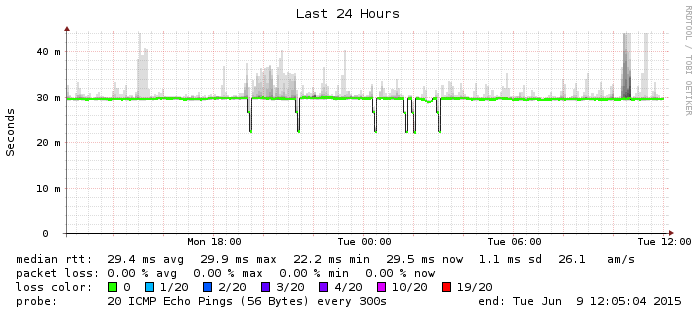 Last 24 Hours
RRDTOOL / TOBI OETIKER
Seconds
40 m
30 m
20 m
10 m
0
Mon 18:00 Tue 00:00 Tue 06:00 Tue 12:00
median rtt: 29.4 ms avg 29.9 ms max 22.2 ms min 29.5 ms now 1.1 ms sd 26.1 am/s
packet loss: 0.00 % avg 0.00 % max 0.00 % min 0.00 % now
loss color: 0 1/20 2/20 3/20 4/20 10/20 19/20
probe: 20 ICMP Echo Pings (56 Bytes) every 300s end: Tue Jun 9 12:05:04 2015